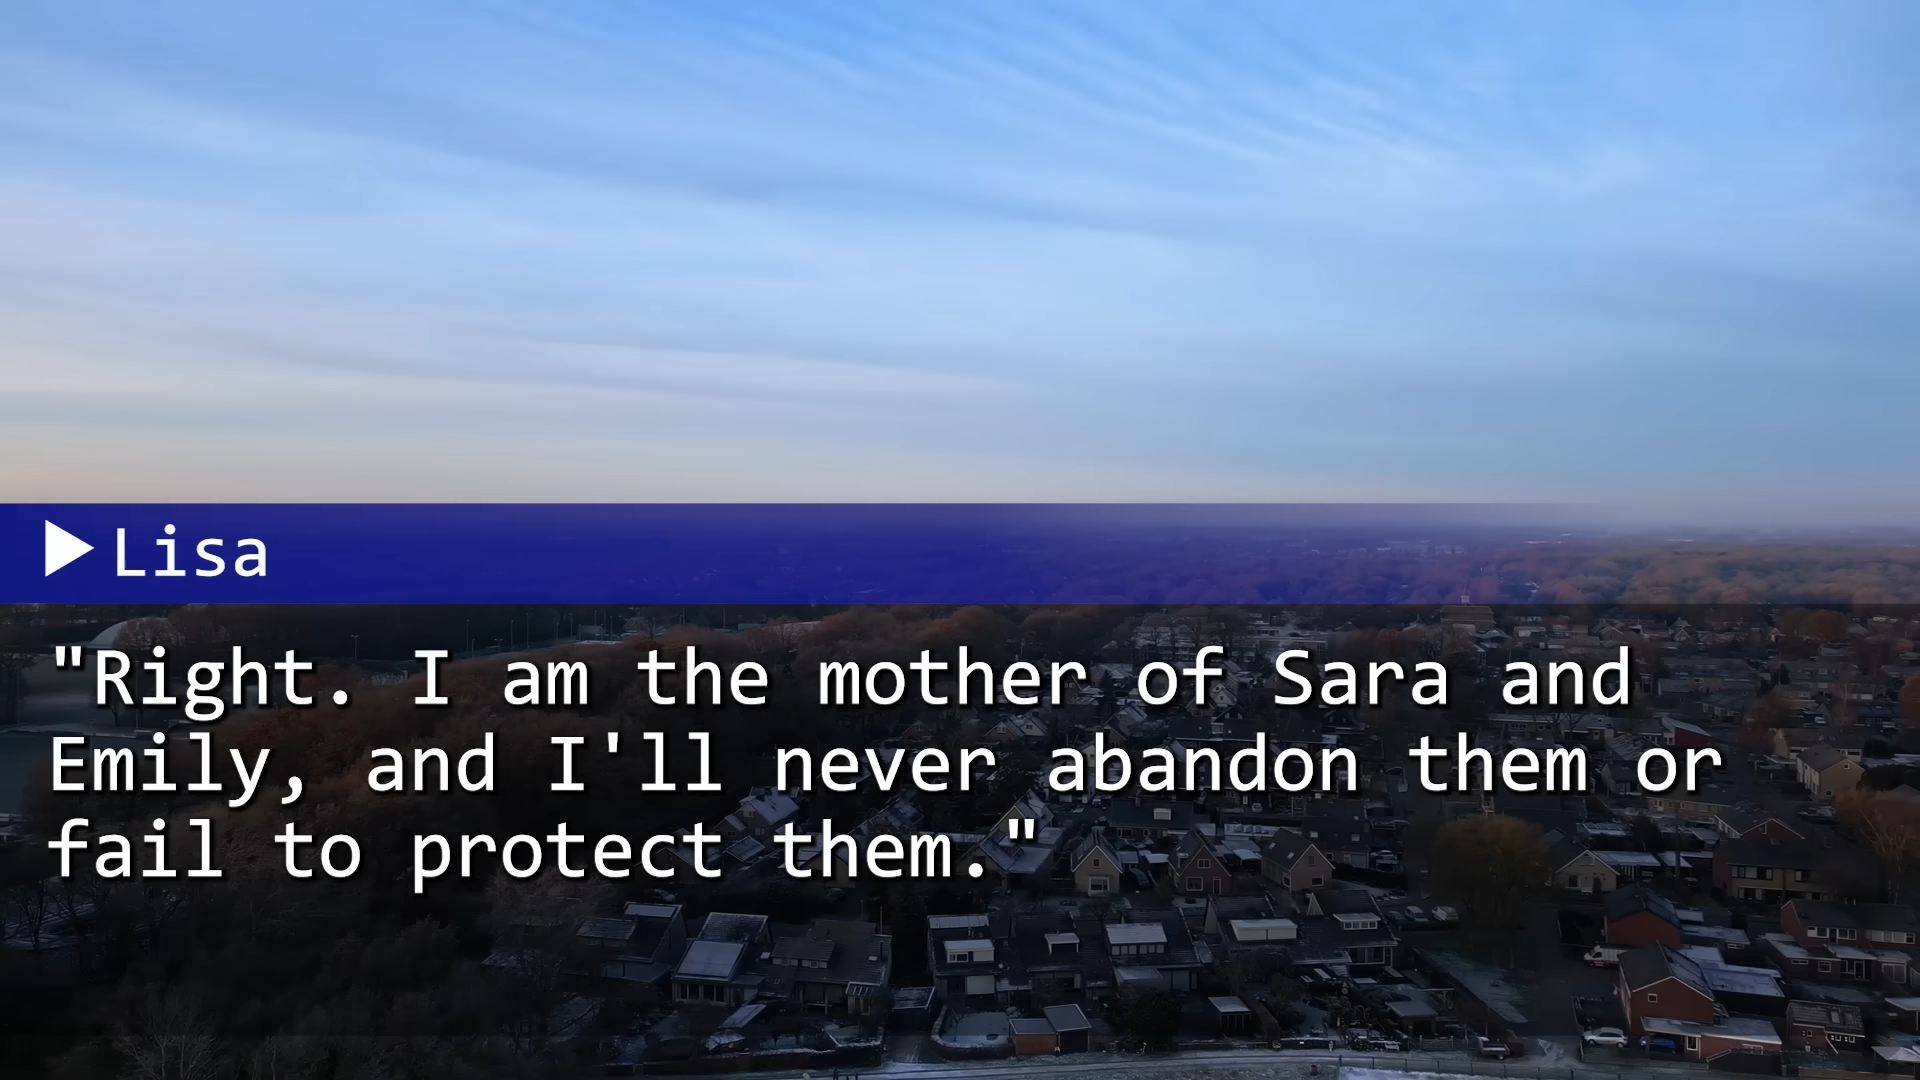 Lisa
"Right. I am the mother of Sara and
Emily, and I'll never abandon them or
fail to protect them."